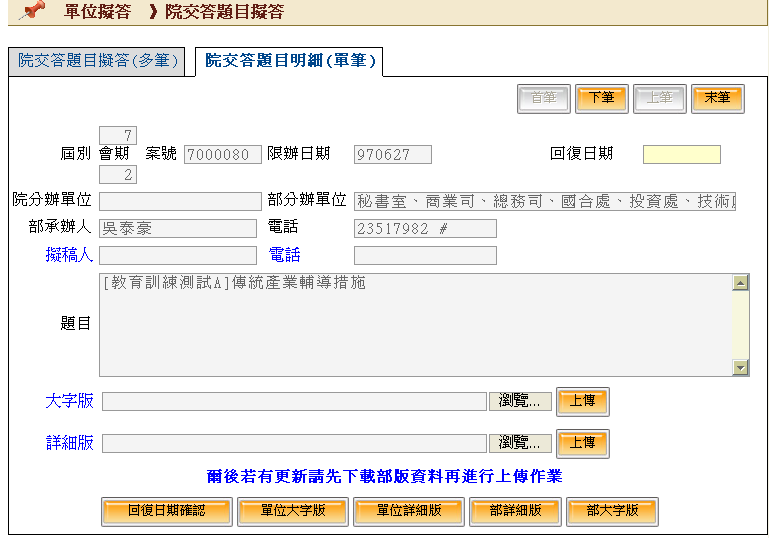 單位擬答 》院交答題目擬答
院交答題目擬答(多筆) 院交答題目明細(單筆)
首筆 下筆 上筆 末筆
7
屆別 會期 案號 7000080 限辦日期 970627 回復日期
2
院分辦單位 部分辦單位 秘書室、商業司、總務司、國合處、投資處、技術
部承辦人 吳泰豪 電話 23517982 #
擬稿人 電話
[教育訓練測試A]傳統產業輔導措施
題目
大字版 瀏覽... 上傳
詳細版 瀏覽... 上傳
爾後若有更新請先下載部版資料再進行上傳作業
回復日期確認 單位大字版 單位詳細版 部詳細版 部大字版